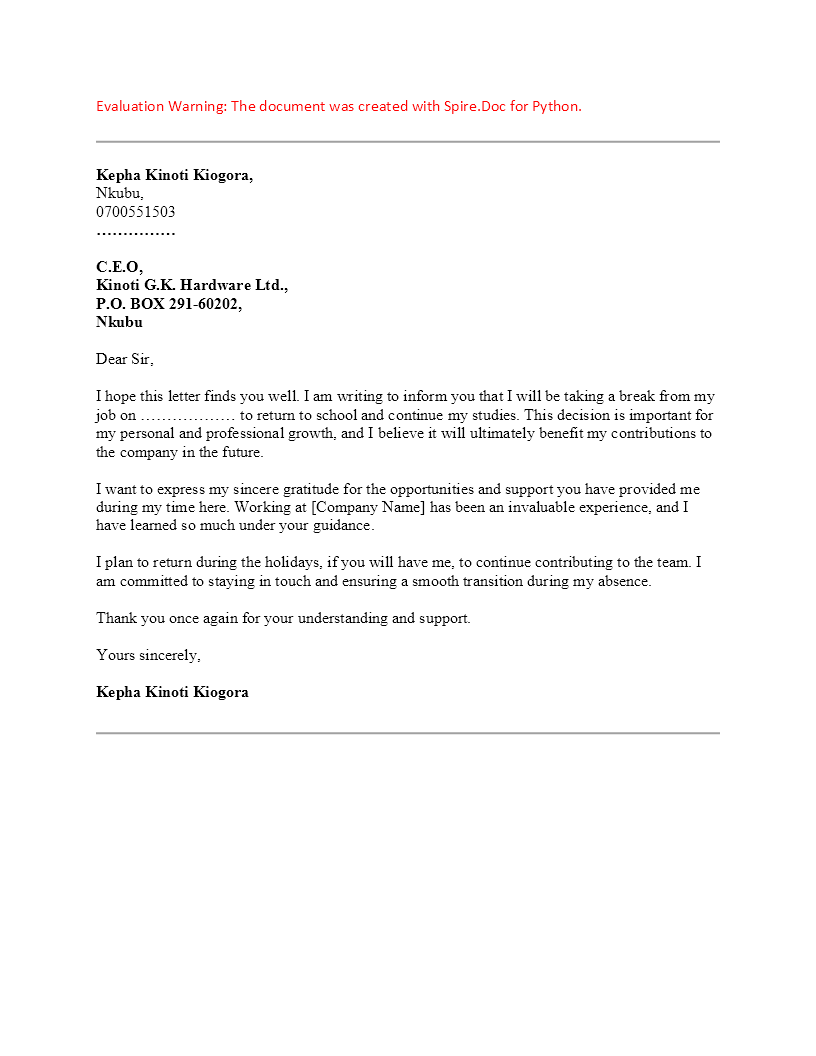 Evaluation Warning: The document was created with Spire.Doc for Python.
Kepha Kinoti Kiogora,
Nkubu,
0700551503
……………
C.E.O,
Kinoti G.K. Hardware Ltd.,
P.O. BOX 291-60202,
Nkubu
Dear Sir,
I hope this letter finds you well. I am writing to inform you that I will be taking a break from my
job on ……………… to return to school and continue my studies. This decision is important for
my personal and professional growth, and I believe it will ultimately benefit my contributions to
the company in the future.
I want to express my sincere gratitude for the opportunities and support you have provided me
during my time here. Working at [Company Name] has been an invaluable experience, and I
have learned so much under your guidance.
I plan to return during the holidays, if you will have me, to continue contributing to the team. I
am committed to staying in touch and ensuring a smooth transition during my absence.
Thank you once again for your understanding and support.
Yours sincerely,
Kepha Kinoti Kiogora